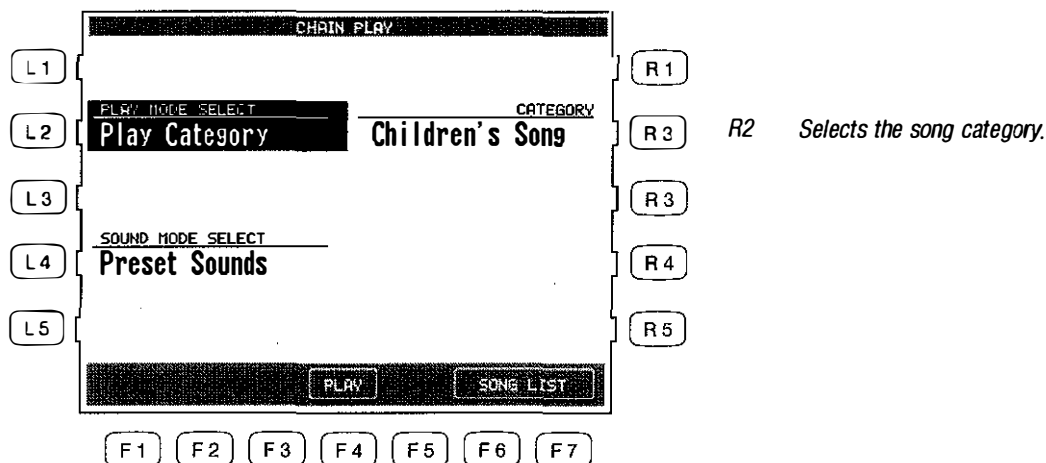 CHAIN PLAY
L1
R1
PLAY MODE SELECT
CATEGORY
L2
Play Category
Children's Song
R3
R2 Selects the song category.
L3
R3
SOUND MODE SELECT
L4
Preset Sounds
R4
L5
R5
PLAY
SONG LIST
F1 F2 F3 F4 F5 F6 F7